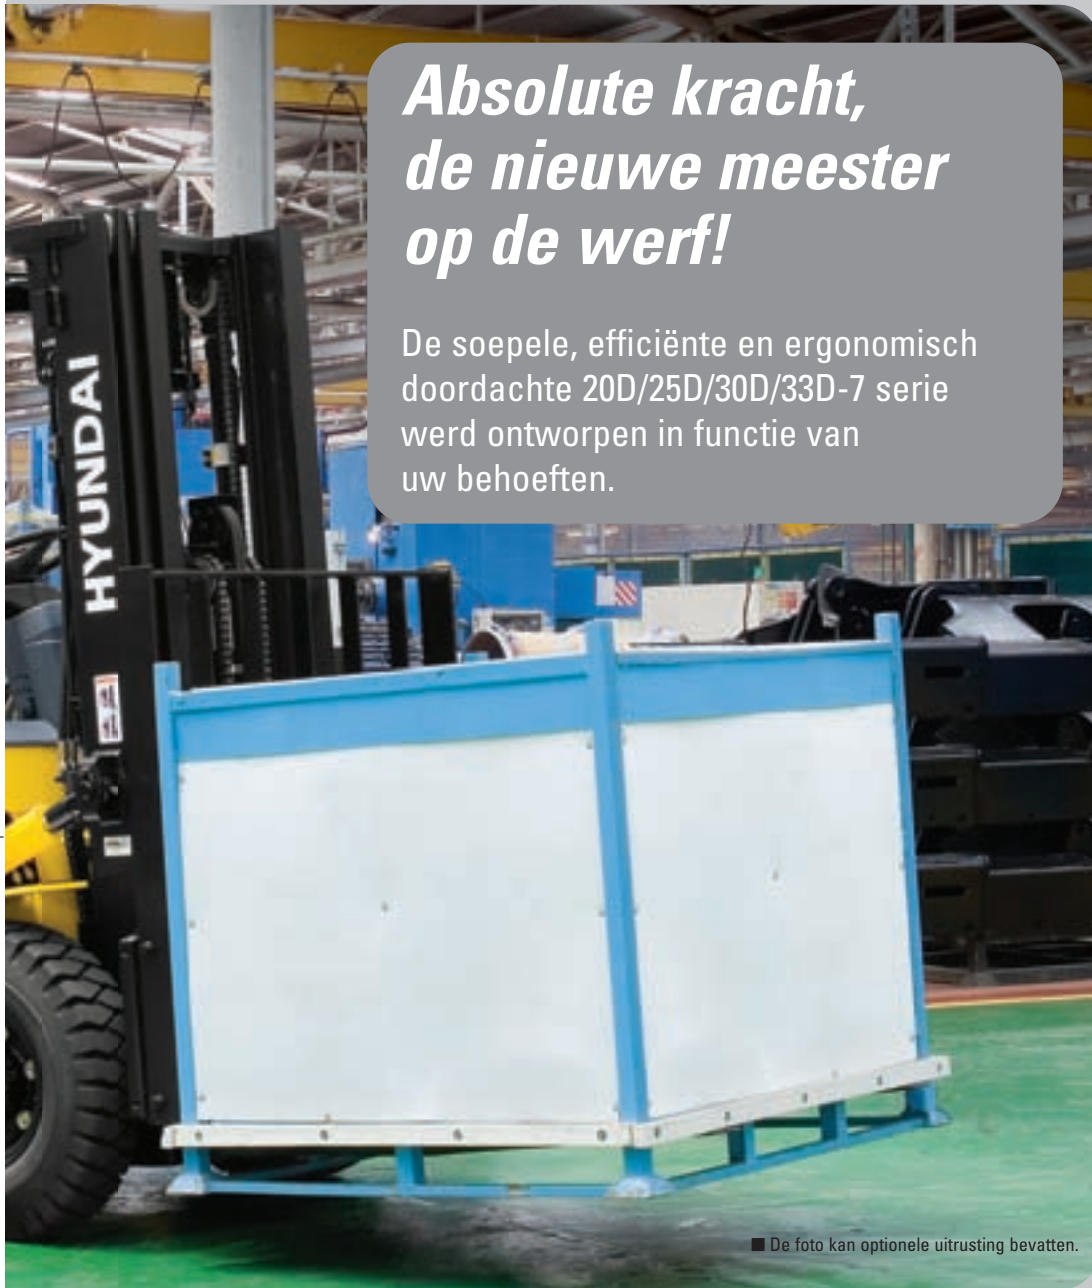 Absolute kracht,
de nieuwe meester
op de werf!
De soepele, efficiënte en ergonomisch
doordachte 20D/25D/30D/33D-7 serie
werd ontworpen in functie van
uw behoeften.
HYUNDAI
■ De foto kan optionele uitrusting bevatten.